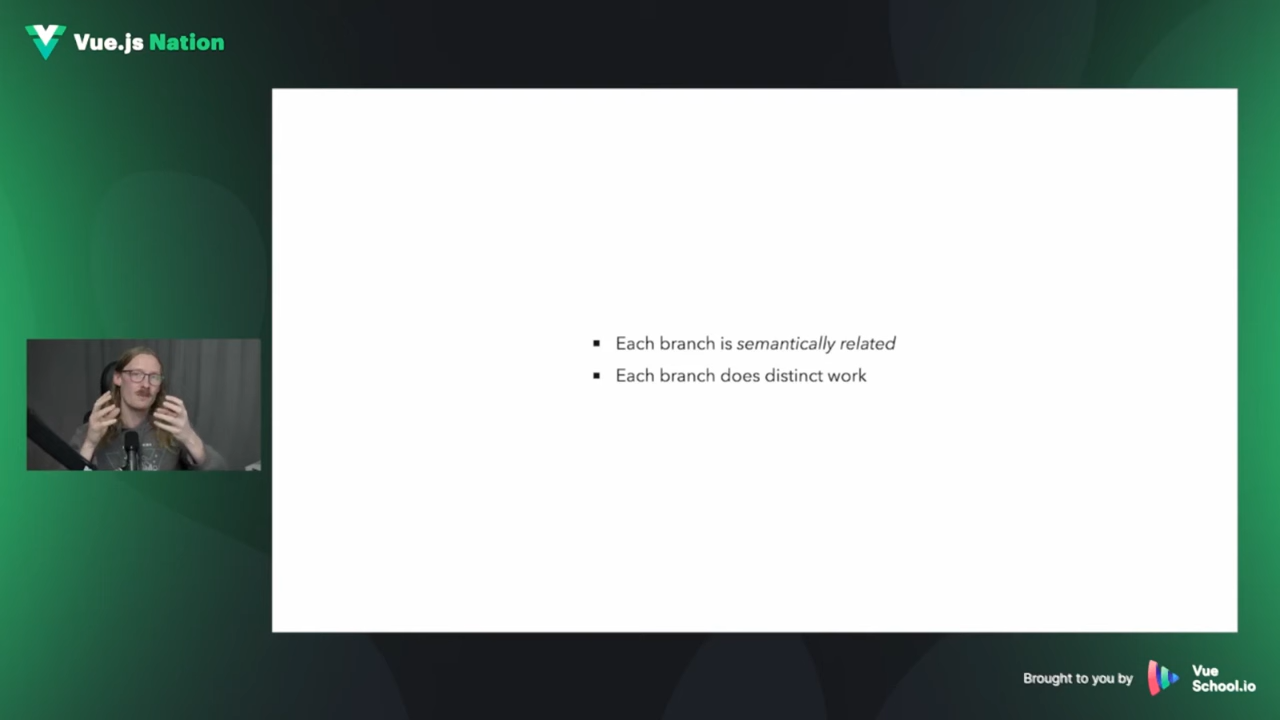 Vue.js Nation
Each branch is semantically related
Each branch does distinct work
Brought to you by
Vue
School.io